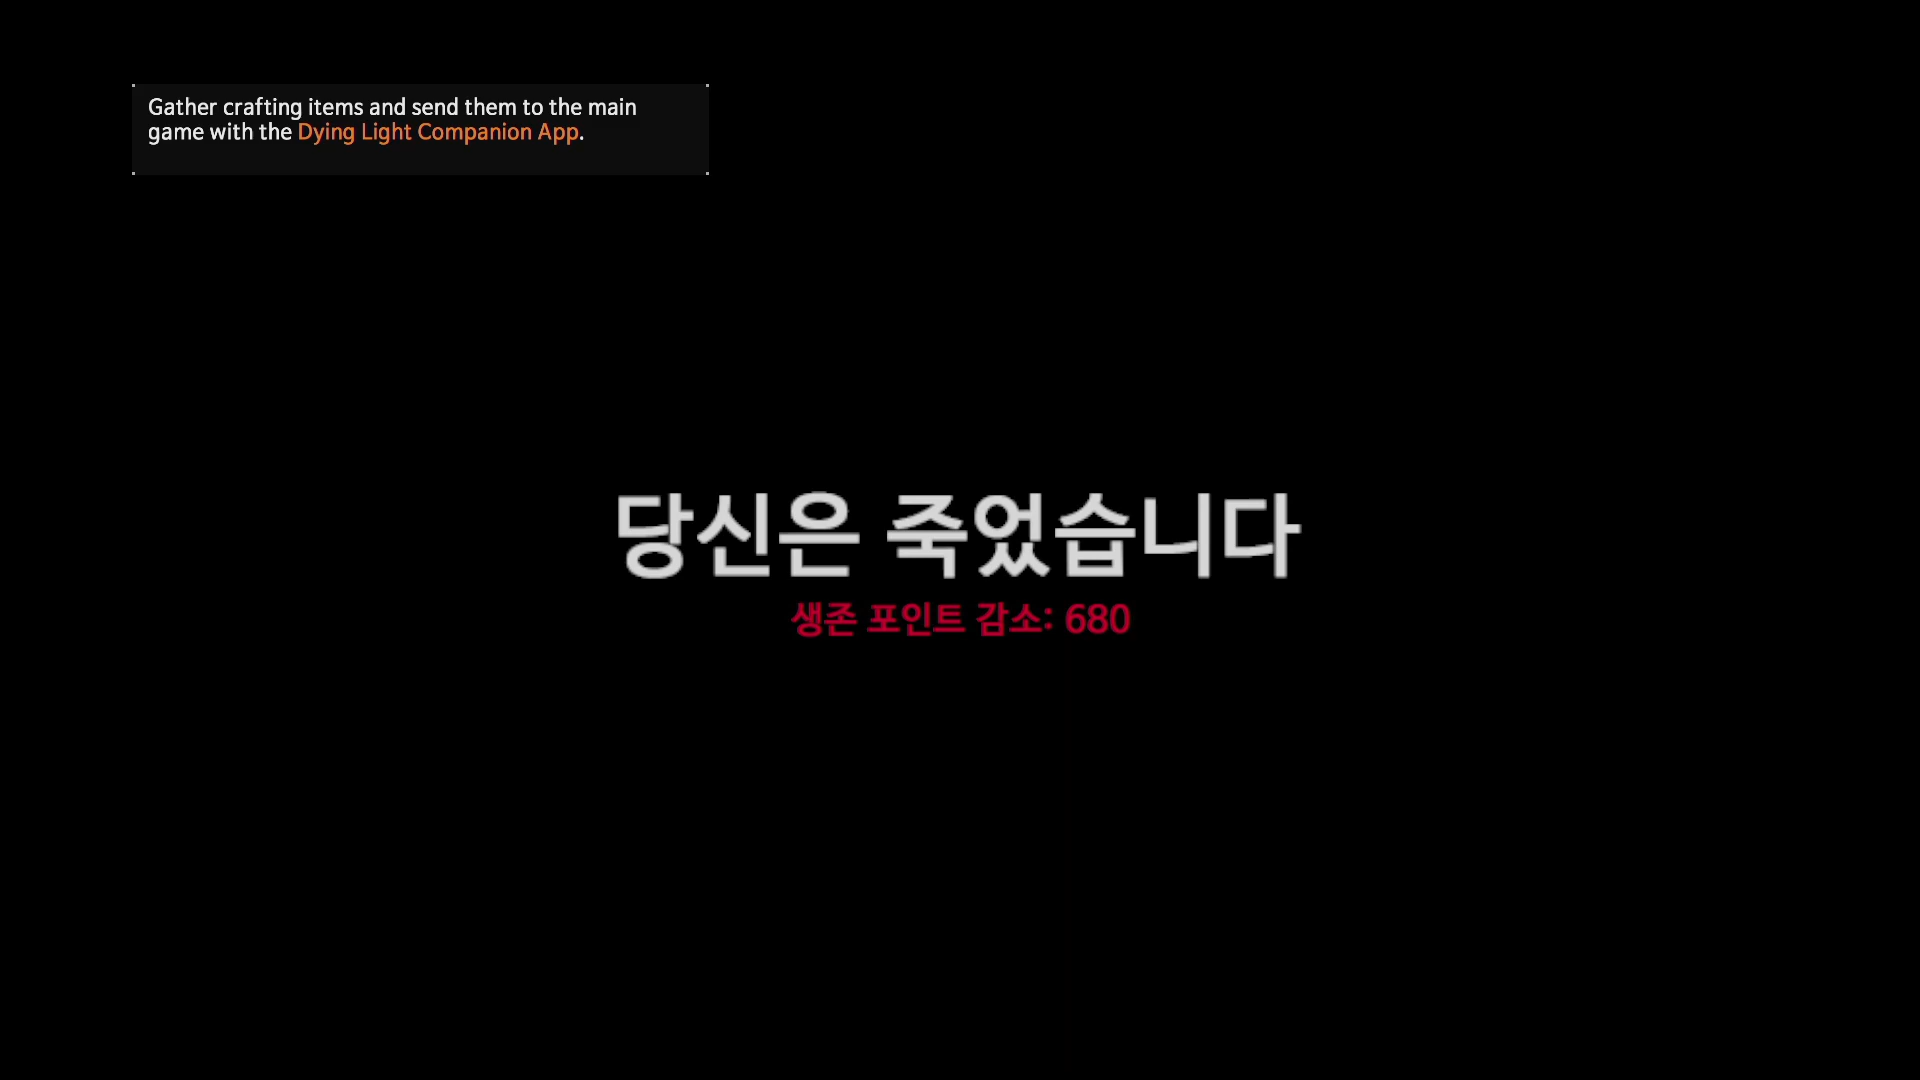 Gather crafting items and send them to the main
game with the Dying Light Companion App.
당신은 죽었습니다
생존 포인트 감소: 680